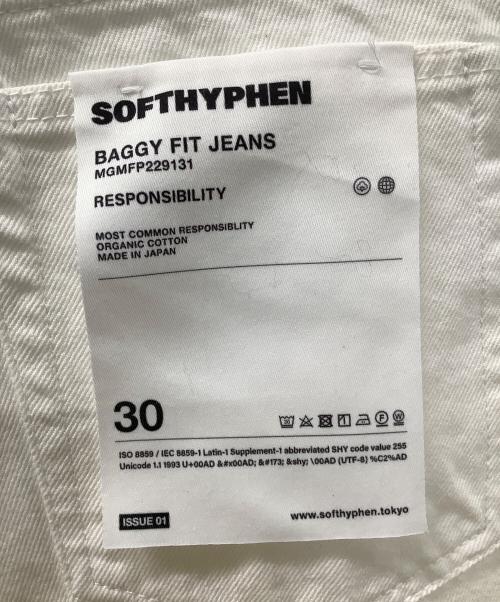 SOFTHYPHEN
BAGGY FIT JEANS
MGMFP229131
RESPONSIBILITY
MOST COMMON RESPONSIBLITY
ORGANIC COTTON
MADE IN JAPAN
30
ISO 8859 / IEC 8859-1 Latin-1 Supplement-1 abbreviated SHY code value 255
Unicode 1.1 1993 U+00AD &#x00AD; &#173; &shy; \00AD (UTF-8) %C2%AD
ISSUE 01
www.softhyphen.tokyo